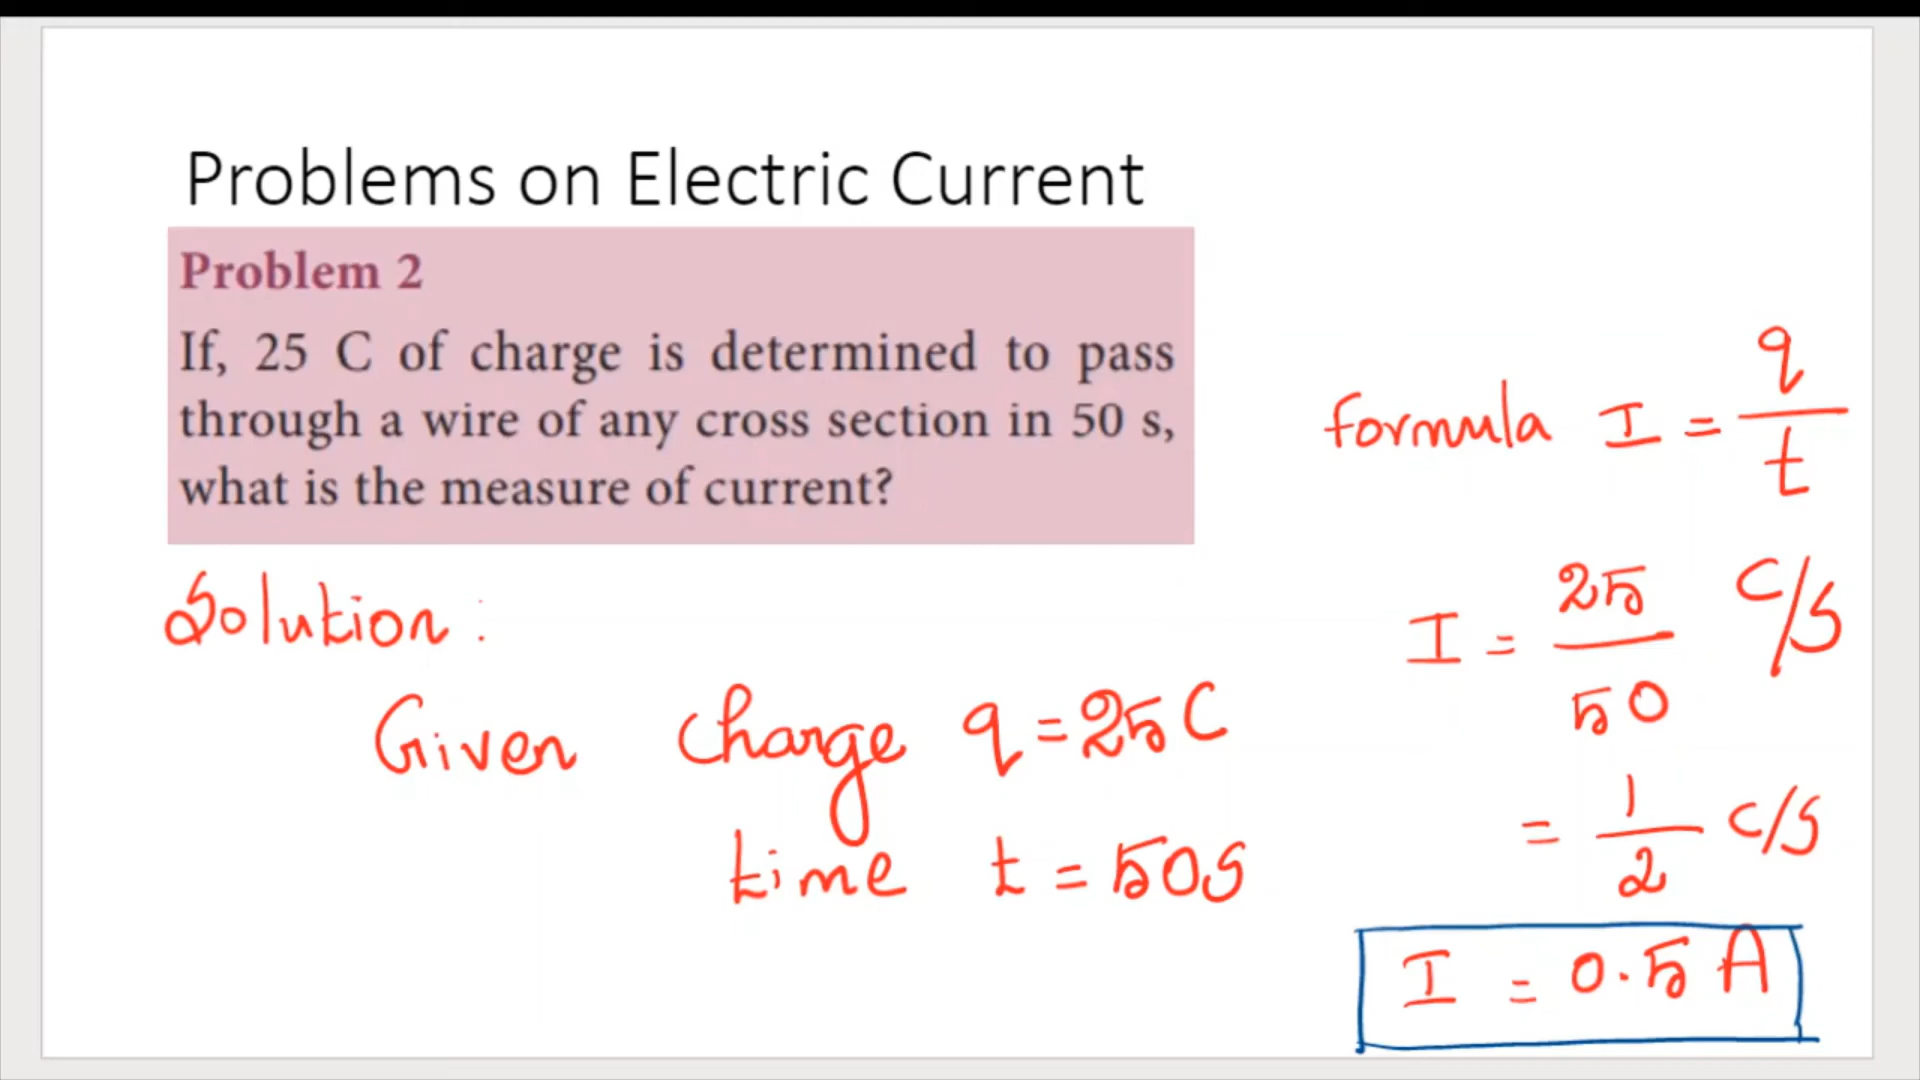 Problems on Electric Current
Problem 2
If, 25 C of charge is determined to pass
through a wire of any cross section in 50 s,
what is the measure of current?
Solution:
Given charge q = 25 C
time t = 50 s
formula I = q/t
I = 25/50 C/s
= 1/2 C/s
I = 0.5 A